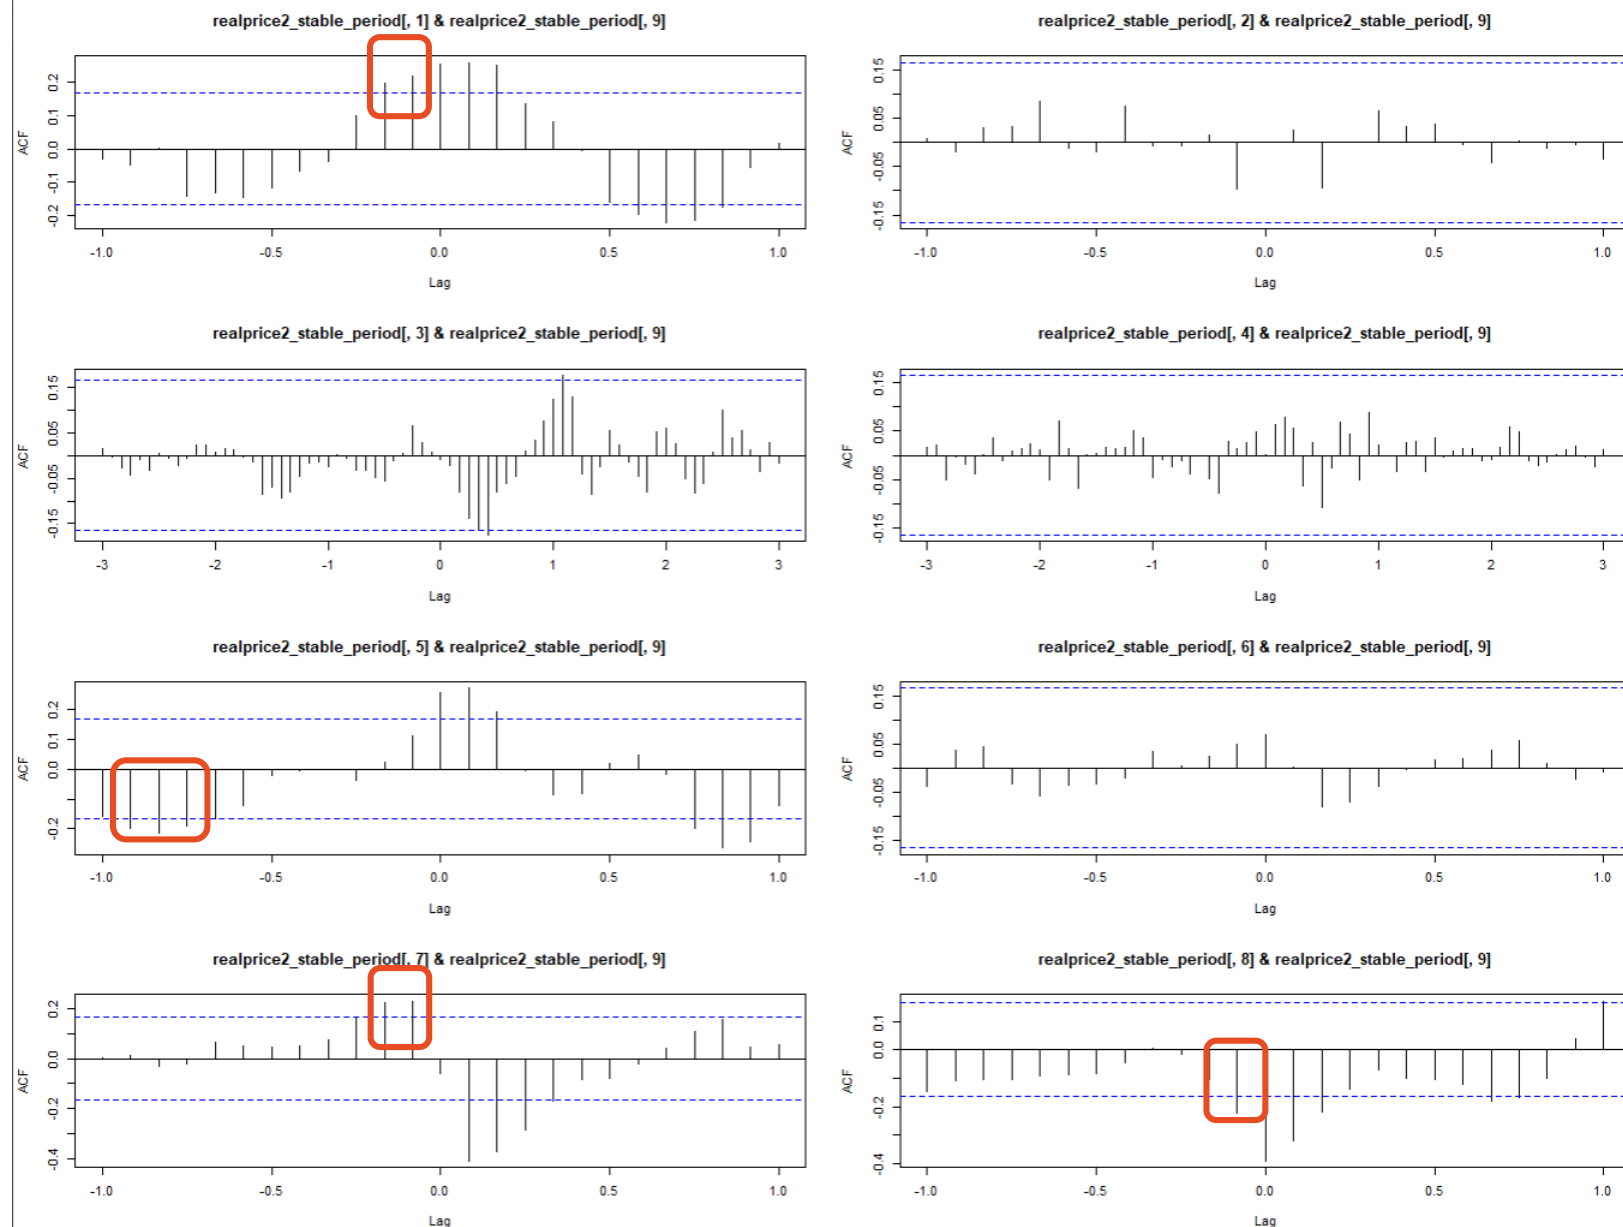 realprice2_stable_period[, 1] & realprice2_stable_period[, 9]
ACF
0.2
0.1
0.0
-0.1
-0.2
-1.0 -0.5 0.0 0.5 1.0
Lag
realprice2_stable_period[, 2] & realprice2_stable_period[, 9]
ACF
0.15
0.05
-0.05
-0.15
-1.0 -0.5 0.0 0.5 1.0
Lag
realprice2_stable_period[, 3] & realprice2_stable_period[, 9]
ACF
0.15
0.05
-0.05
-0.15
-3 -2 -1 0 1 2 3
Lag
realprice2_stable_period[, 4] & realprice2_stable_period[, 9]
ACF
0.15
0.05
-0.05
-0.15
-3 -2 -1 0 1 2 3
Lag
realprice2_stable_period[, 5] & realprice2_stable_period[, 9]
ACF
0.2
0.1
0.0
-0.2
-1.0 -0.5 0.0 0.5 1.0
Lag
realprice2_stable_period[, 6] & realprice2_stable_period[, 9]
ACF
0.15
0.05
-0.05
-0.15
-1.0 -0.5 0.0 0.5 1.0
Lag
realprice2_stable_period[, 7] & realprice2_stable_period[, 9]
ACF
0.2
0.0
-0.2
-0.4
-1.0 -0.5 0.0 0.5 1.0
Lag
realprice2_stable_period[, 8] & realprice2_stable_period[, 9]
ACF
0.1
0.0
-0.2
-0.4
-1.0 -0.5 0.0 0.5 1.0
Lag